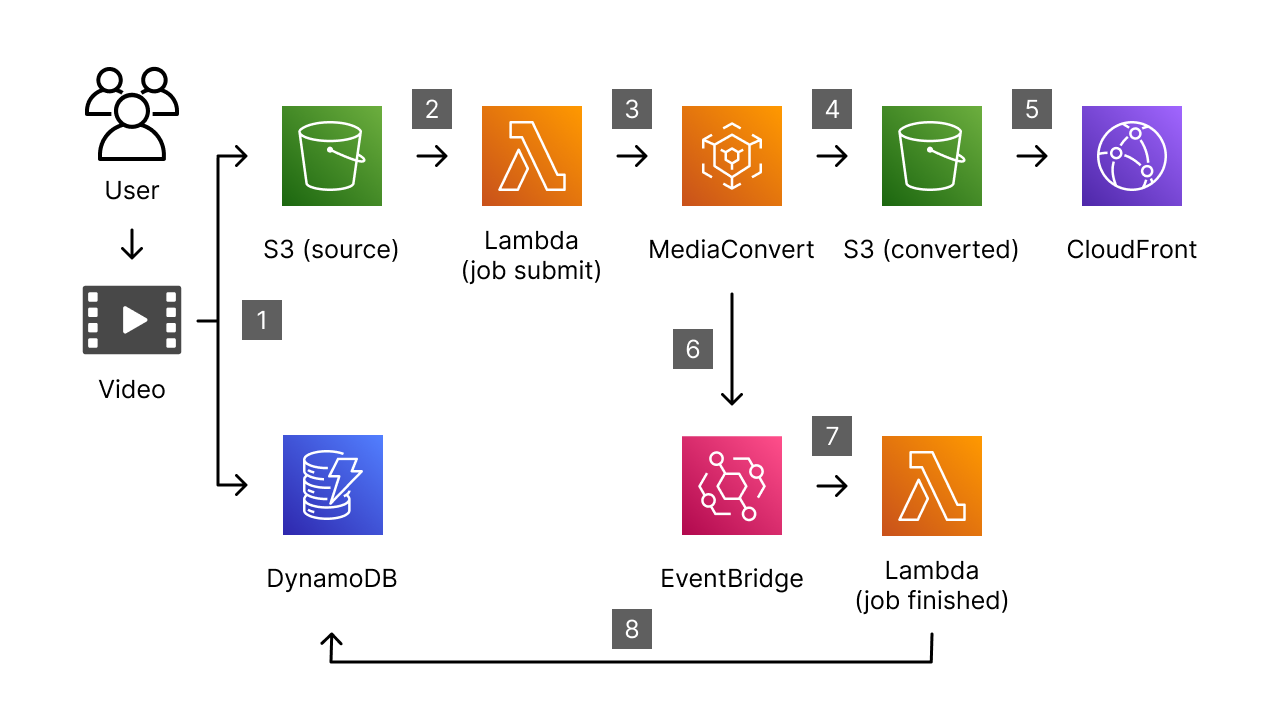 User
Video
1
S3 (source)
2
Lambda
(job submit)
3
MediaConvert
4
S3 (converted)
5
CloudFront
6
DynamoDB
EventBridge
7
Lambda
(job finished)
8